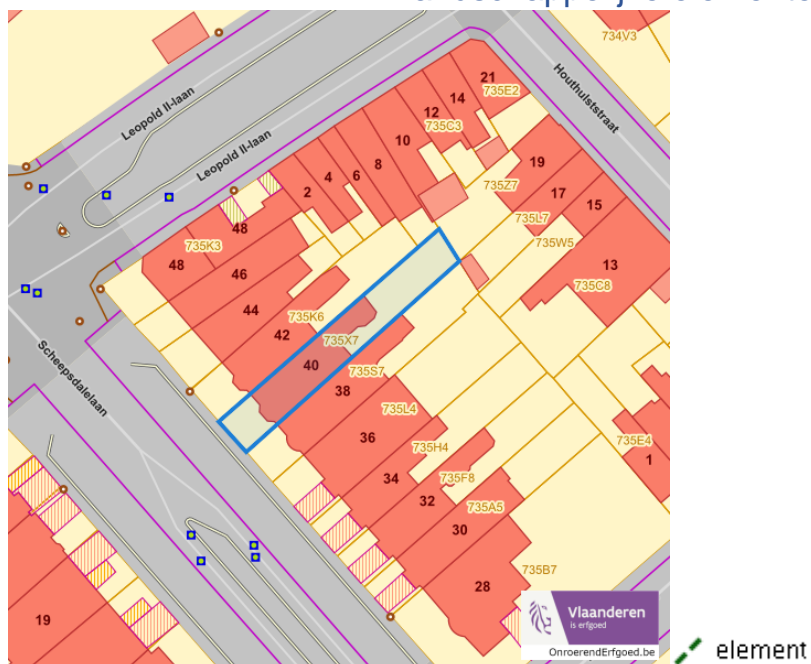 Leopold II-laan
Leopold II-laan
Houthulststraat
Scheepsdalelaan
734V3
21
735E2
14
12
735C3
10
8
6
4
2
48
735K3
48
46
44
735K6
42
735X7
40
735S7
38
735L4
36
735H4
34
735F8
32
735A5
30
735B7
28
19
735Z7
17
735L7
15
735W5
13
735C8
735E4
1
19
Vlaanderen
is erfgoed
OnroerendErfgoed.be
element